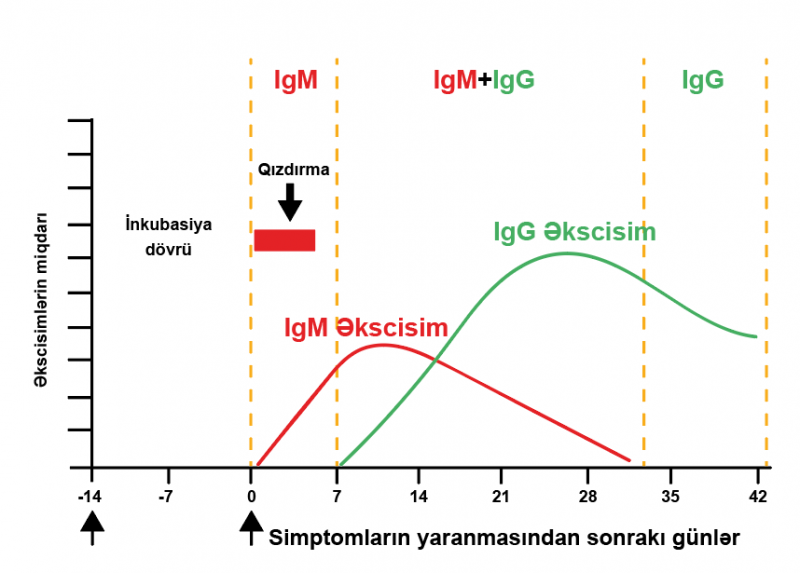 IgM
IgM+IgG
IgG
Qızdırma
İnkubasiya
dövrü
IgG Əkscisim
IgM Əkscisim
Əkscisimlərin miqdarı
-14 -7 0 7 14 21 28 35 42
Simptomların yaranmasından sonrakı günlər